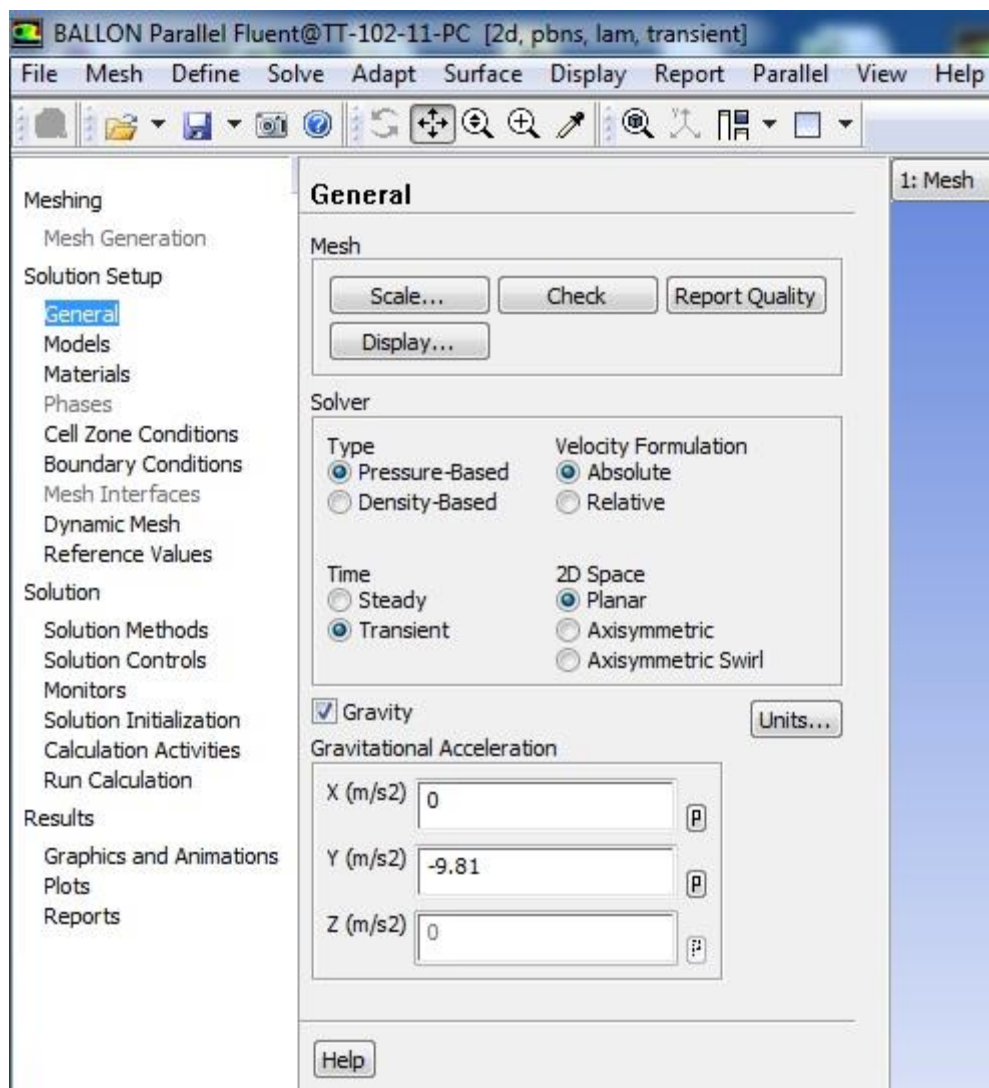 BALLON Parallel Fluent@TT-102-11-PC [2d, pbns, lam, transient]
File Mesh Define Solve Adapt Surface Display Report Parallel View Help
Meshing
Mesh Generation
Solution Setup
General
Models
Materials
Phases
Cell Zone Conditions
Boundary Conditions
Mesh Interfaces
Dynamic Mesh
Reference Values
Solution
Solution Methods
Solution Controls
Monitors
Solution Initialization
Calculation Activities
Run Calculation
Results
Graphics and Animations
Plots
Reports
General
Mesh
Scale... Check Report Quality
Display...
Solver
Type Velocity Formulation
Pressure-Based Absolute
Density-Based Relative
Time 2D Space
Steady Planar
Transient Axisymmetric
Axisymmetric Swirl
Gravity Units...
Gravitational Acceleration
X (m/s2) 0 P
Y (m/s2) -9.81 P
Z (m/s2) 0 P
Help
1: Mesh